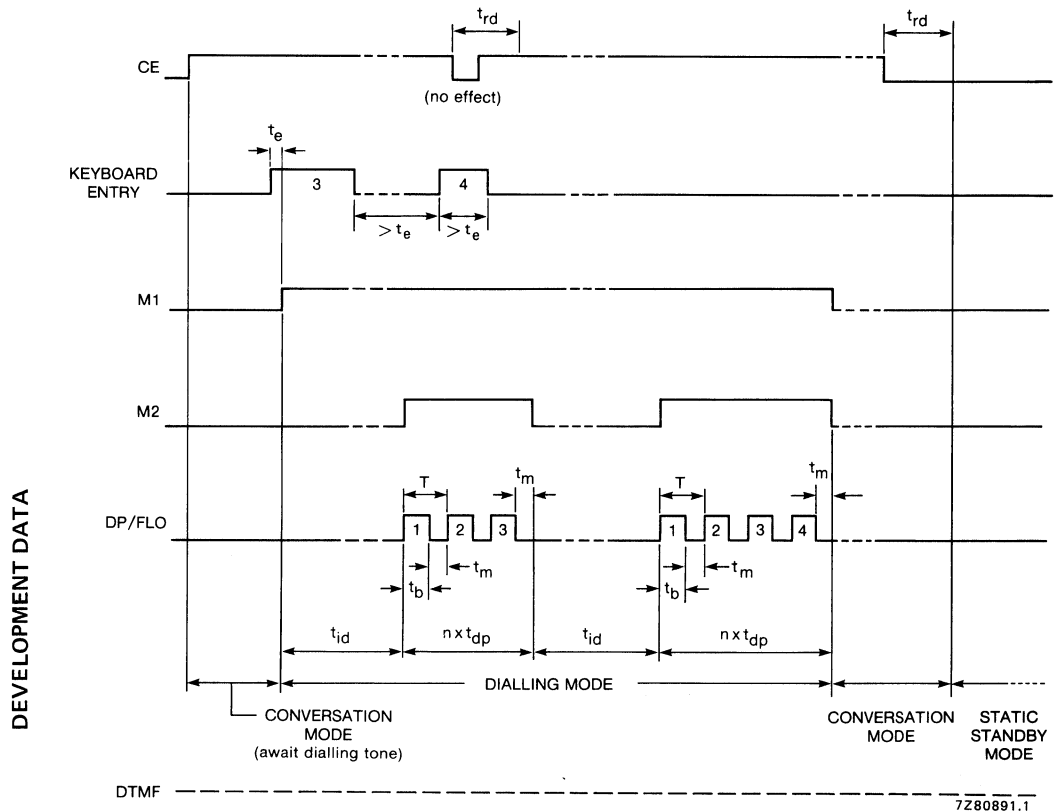 t_rd
t_rd
CE
(no effect)
t_e
KEYBOARD
ENTRY
3
4
> t_e
> t_e
M1
M2
DEVELOPMENT DATA
T
t_m
T
t_m
DP/FLO
1
2
3
1
2
3
4
t_m
t_m
t_b
t_b
t_id
n x t_dp
t_id
n x t_dp
DIALLING MODE
CONVERSATION
MODE
(await dialling tone)
CONVERSATION
MODE
STATIC
STANDBY
MODE
DTMF
7Z80891.1